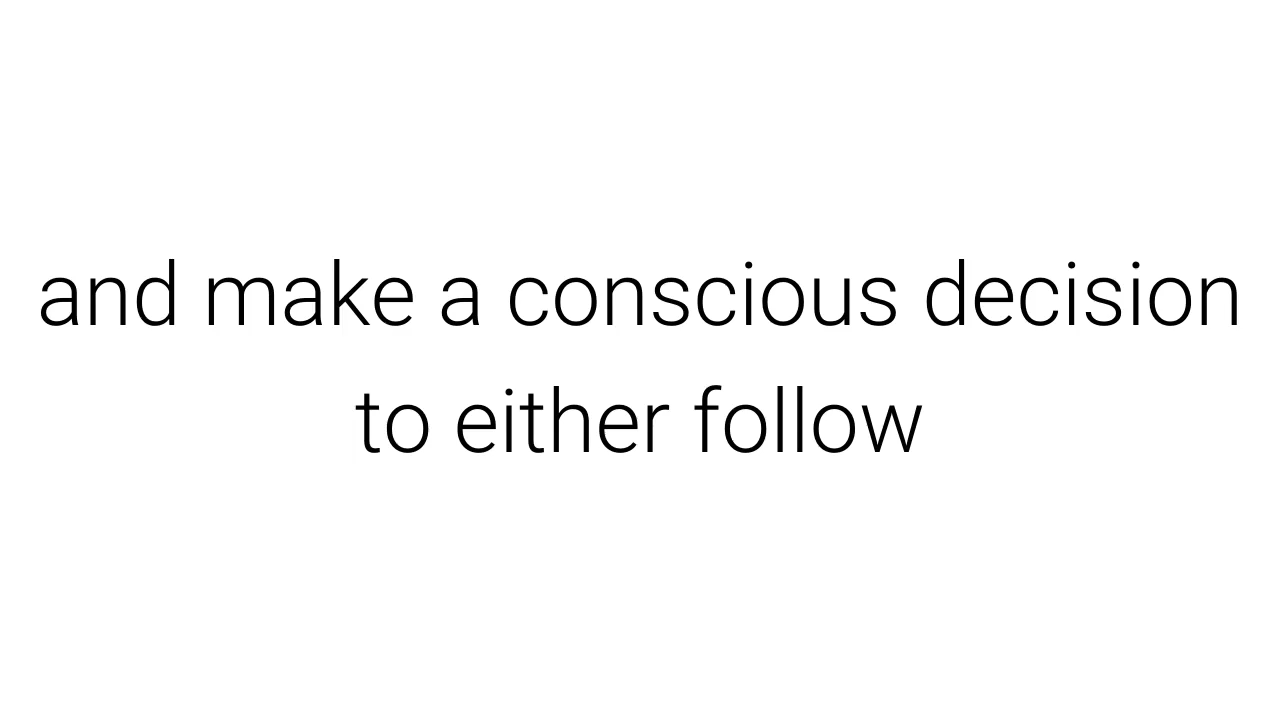 and make a conscious decision
to either follow